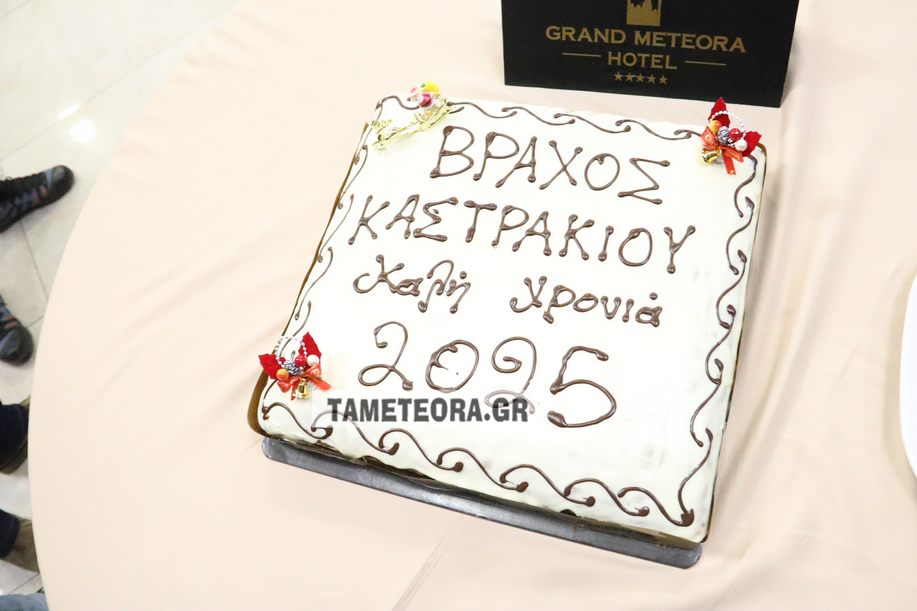 GRAND METEORA
HOTEL
ΒΡΑΧΟΣ
ΚΑΣΤΡΑΚΙΟΥ
Καλή χρονιά
2025
TAMETEORA.GR